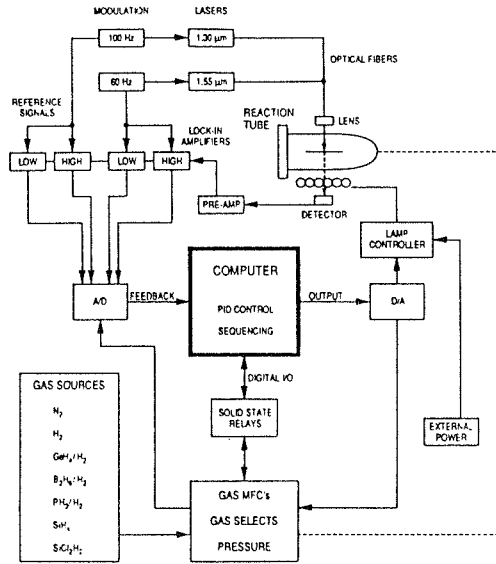 MODULATION
LASERS
100 Hz
1.30 µm
60 Hz
1.55 µm
OPTICAL FIBERS
REFERENCE
SIGNALS
LOCK-IN
AMPLIFIERS
LENS
REACTION
TUBE
LOW
HIGH
LOW
HIGH
PRE-AMP
DETECTOR
LAMP
CONTROLLER
A/D
FEEDBACK
COMPUTER
PID CONTROL
SEQUENCING
OUTPUT
D/A
DIGITAL I/O
GAS SOURCES
N₂
H₂
GeH₄/H₂
B₂H₆/H₂
PH₃/H₂
SiH₄
SiCl₂H₂
SOLID STATE
RELAYS
EXTERNAL
POWER
GAS MFC's
GAS SELECTS
PRESSURE